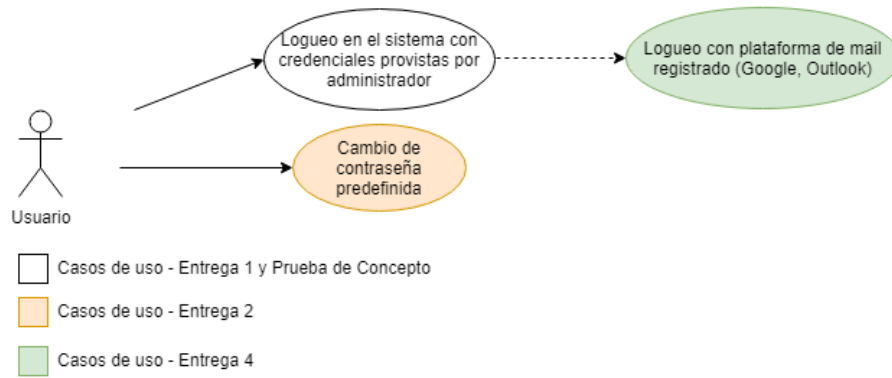 Logueo en el sistema con
credenciales provistas por
administrador
Logueo con plataforma de mail
registrado (Google, Outlook)
Cambio de
contraseña
predefinida
Usuario
Casos de uso - Entrega 1 y Prueba de Concepto
Casos de uso - Entrega 2
Casos de uso - Entrega 4